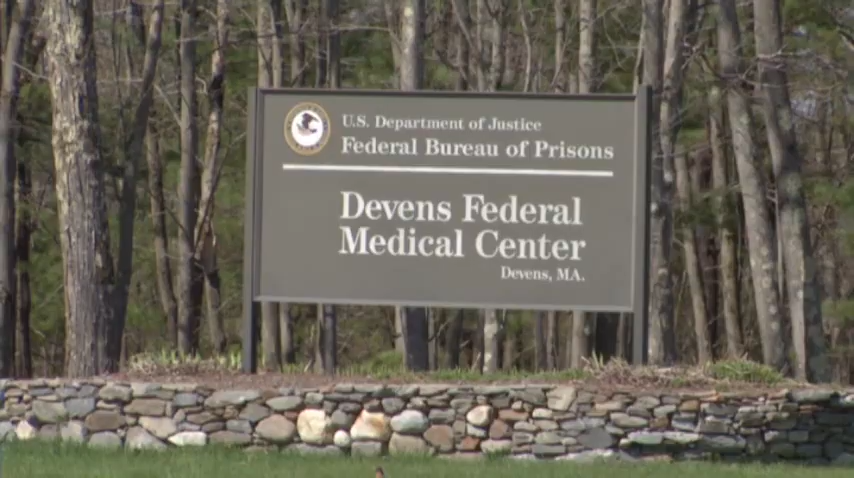 U.S. Department of Justice
Federal Bureau of Prisons
Devens Federal
Medical Center
Devens, MA.